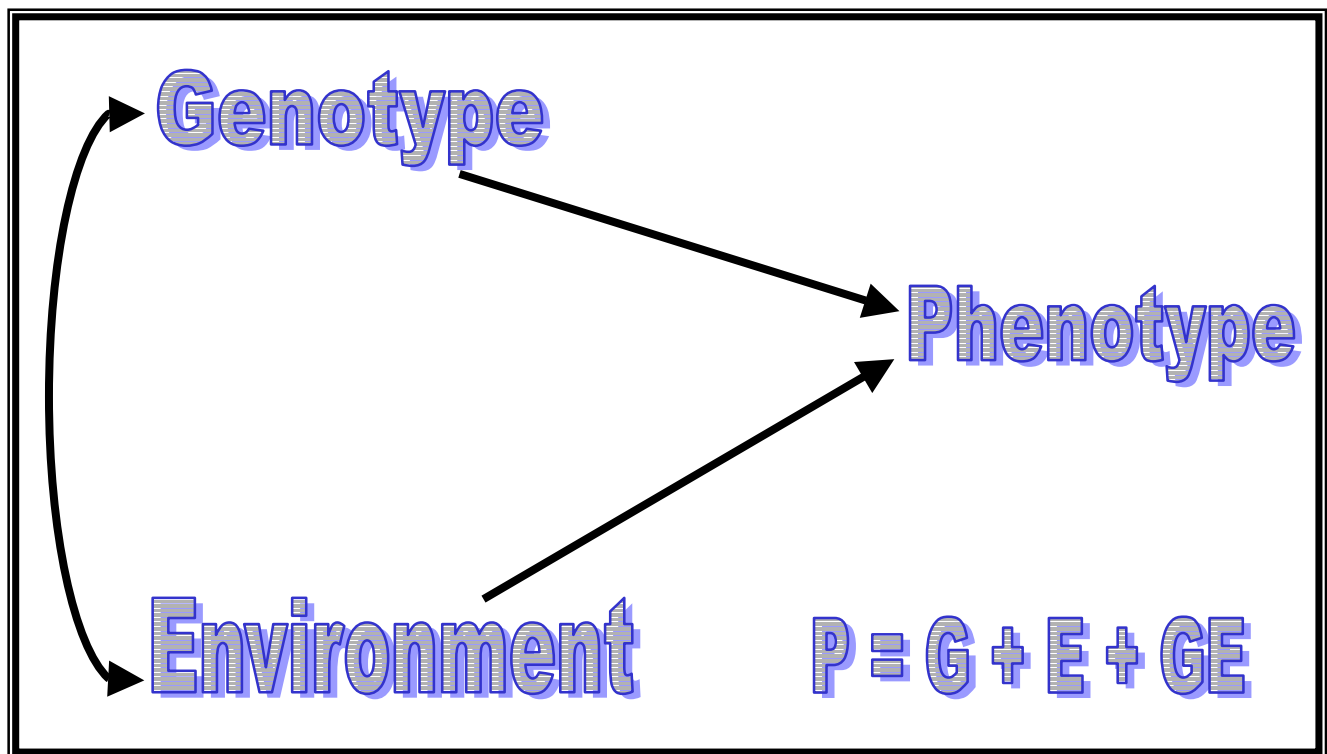 Genotype
Phenotype
Environment
P = G + E + GE